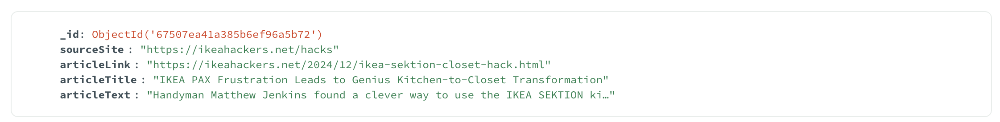 _id: ObjectId('67507ea41a385b6ef96a5b72')
sourceSite : "https://ikeahackers.net/hacks"
articleLink : "https://ikeahackers.net/2024/12/ikea-sektion-closet-hack.html"
articleTitle : "IKEA PAX Frustration Leads to Genius Kitchen-to-Closet Transformation"
articleText : "Handyman Matthew Jenkins found a clever way to use the IKEA SEKTION ki…"